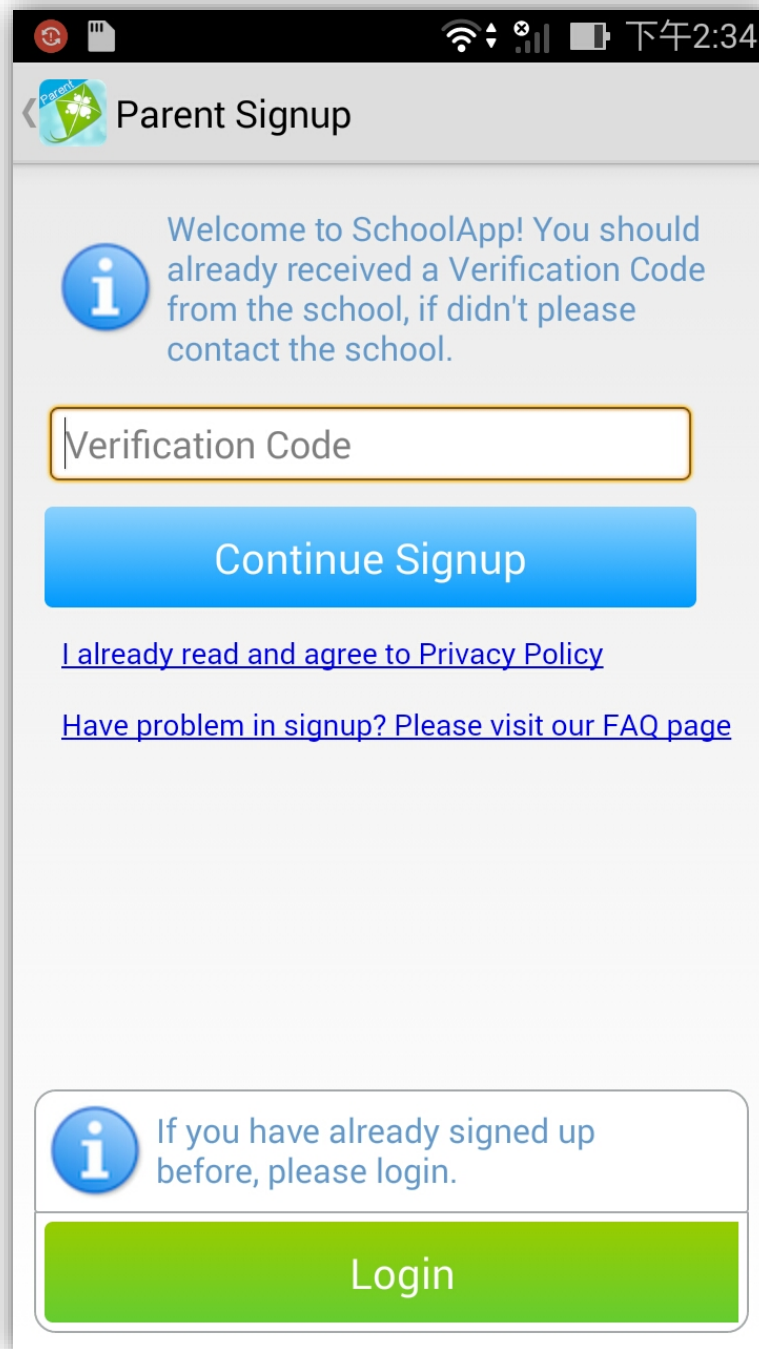 下午2:34
Parent
Parent Signup
Welcome to SchoolApp! You should
already received a Verification Code
from the school, if didn't please
contact the school.
Verification Code
Continue Signup
I already read and agree to Privacy Policy
Have problem in signup? Please visit our FAQ page
If you have already signed up
before, please login.
Login